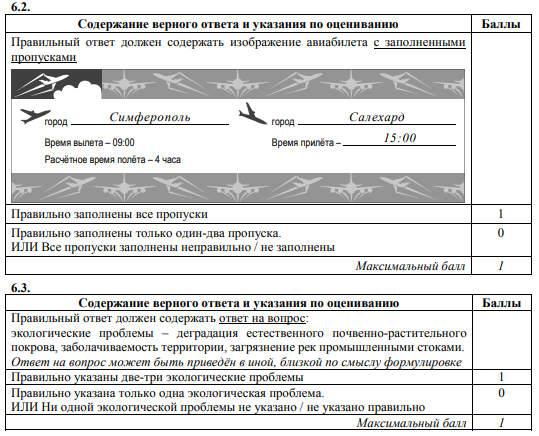 6.2.
Содержание верного ответа и указания по оцениванию Баллы
Правильный ответ должен содержать изображение авиабилета с заполненными
пропусками
город Симферополь город Салехард
Время вылета – 09:00 Время прилёта – 15:00
Расчётное время полёта – 4 часа
Правильно заполнены все пропуски 1
Правильно заполнены только один-два пропуска. 0
ИЛИ Все пропуски заполнены неправильно / не заполнены
Максимальный балл 1
6.3.
Содержание верного ответа и указания по оцениванию Баллы
Правильный ответ должен содержать ответ на вопрос:
экологические проблемы – деградация естественного почвенно-растительного
покрова, заболачиваемость территории, загрязнение рек промышленными стоками.
Ответ на вопрос может быть приведён в иной, близкой по смыслу формулировке
Правильно указаны две-три экологические проблемы 1
Правильно указана только одна экологическая проблема. 0
ИЛИ Ни одной экологической проблемы не указано / не указано правильно
Максимальный балл 1